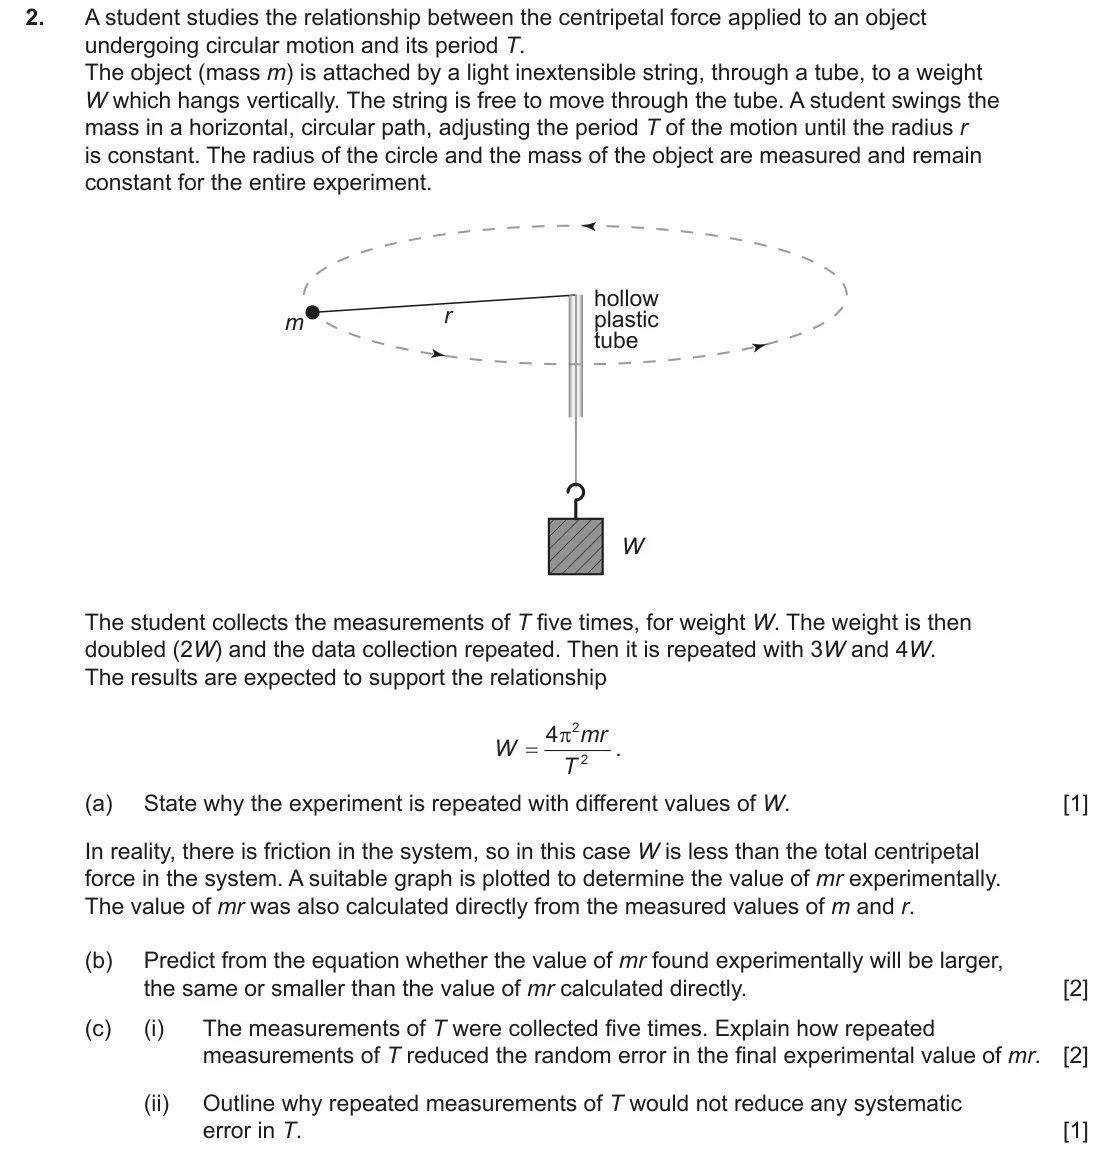 2. A student studies the relationship between the centripetal force applied to an object
undergoing circular motion and its period T.
The object (mass m) is attached by a light inextensible string, through a tube, to a weight
W which hangs vertically. The string is free to move through the tube. A student swings the
mass in a horizontal, circular path, adjusting the period T of the motion until the radius r
is constant. The radius of the circle and the mass of the object are measured and remain
constant for the entire experiment.
hollow
plastic
tube
m
r
W
The student collects the measurements of T five times, for weight W. The weight is then
doubled (2W) and the data collection repeated. Then it is repeated with 3W and 4W.
The results are expected to support the relationship
W = 4π²mr / T² .
(a) State why the experiment is repeated with different values of W. [1]
In reality, there is friction in the system, so in this case W is less than the total centripetal
force in the system. A suitable graph is plotted to determine the value of mr experimentally.
The value of mr was also calculated directly from the measured values of m and r.
(b) Predict from the equation whether the value of mr found experimentally will be larger,
the same or smaller than the value of mr calculated directly. [2]
(c) (i) The measurements of T were collected five times. Explain how repeated
measurements of T reduced the random error in the final experimental value of mr. [2]
(ii) Outline why repeated measurements of T would not reduce any systematic
error in T. [1]